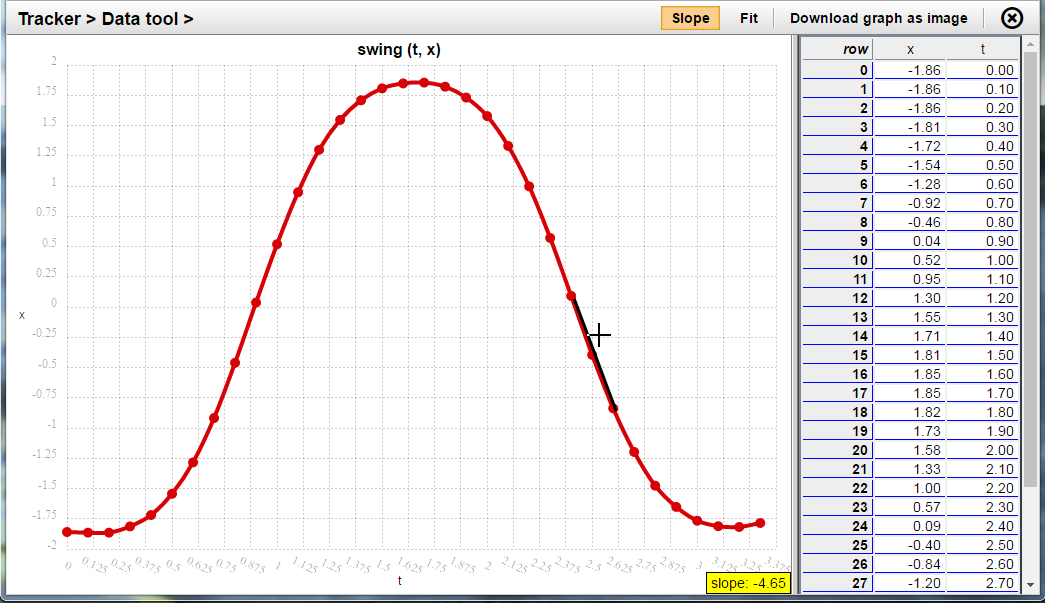 Tracker > Data tool >
Slope Fit Download graph as image
swing (t, x)
2
1.75
1.5
1.25
1
0.75
0.5
0.25
0
x
-0.25
-0.5
-0.75
-1
-1.25
-1.5
-1.75
-2
0 0.125 0.25 0.375 0.5 0.625 0.75 0.875 1 1.125 1.25 1.375 1.5 1.625 1.75 1.875 2 2.125 2.25 2.375 2.5 2.625 2.75 2.875 3 3.125 3.25 3.375
t
slope: -4.65
row x t
0 -1.86 0.00
1 -1.86 0.10
2 -1.86 0.20
3 -1.81 0.30
4 -1.72 0.40
5 -1.54 0.50
6 -1.28 0.60
7 -0.92 0.70
8 -0.46 0.80
9 0.04 0.90
10 0.52 1.00
11 0.95 1.10
12 1.30 1.20
13 1.55 1.30
14 1.71 1.40
15 1.81 1.50
16 1.85 1.60
17 1.85 1.70
18 1.82 1.80
19 1.73 1.90
20 1.58 2.00
21 1.33 2.10
22 1.00 2.20
23 0.57 2.30
24 0.09 2.40
25 -0.40 2.50
26 -0.84 2.60
27 -1.20 2.70